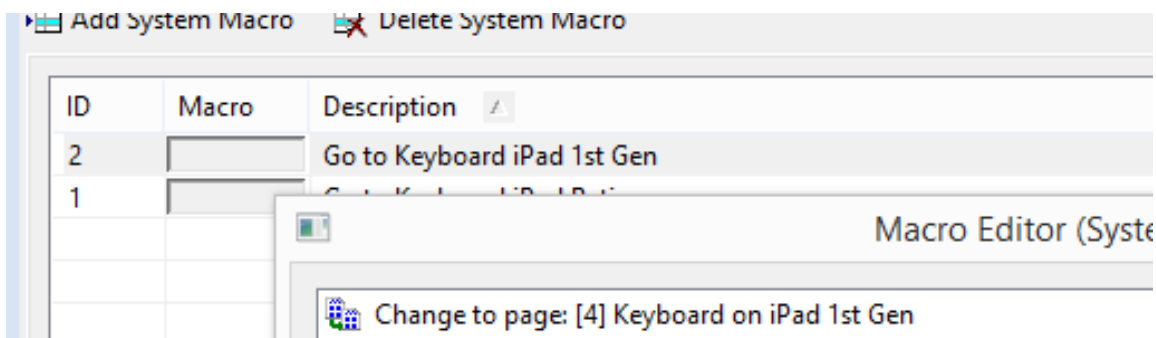 Add System Macro Delete System Macro
ID Macro Description
2 Go to Keyboard iPad 1st Gen
1
Macro Editor (Syste
Change to page: [4] Keyboard on iPad 1st Gen